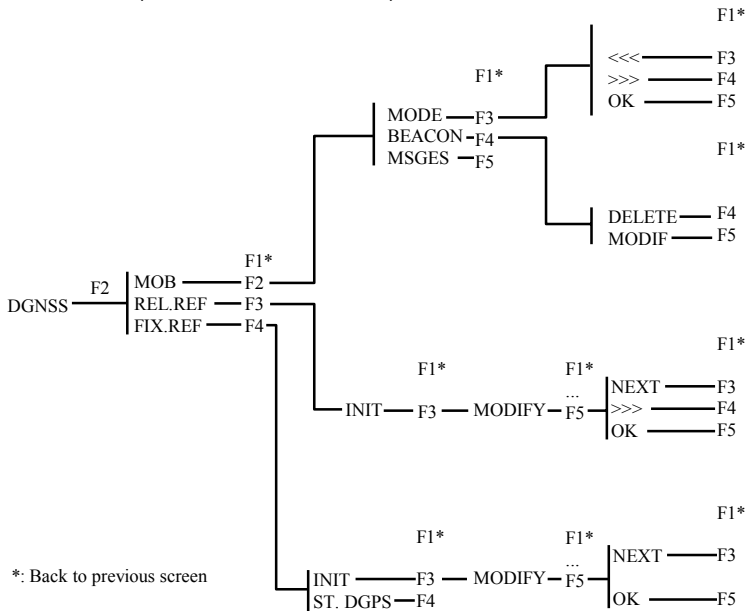 F1*
<<< F3
F1*
>>> F4
MODE F3
OK F5
BEACON F4
F1*
MSGES F5
DELETE F4
MODIF F5
F1*
F2
MOB F2
DGNSS
REL.REF F3
FIX.REF F4
F1*
F1*
F1*
...
NEXT F3
INIT F3 MODIFY F5
>>> F4
OK F5
F1*
F1*
F1*
...
NEXT F3
*: Back to previous screen
INIT F3 MODIFY F5
ST. DGPS F4
OK F5